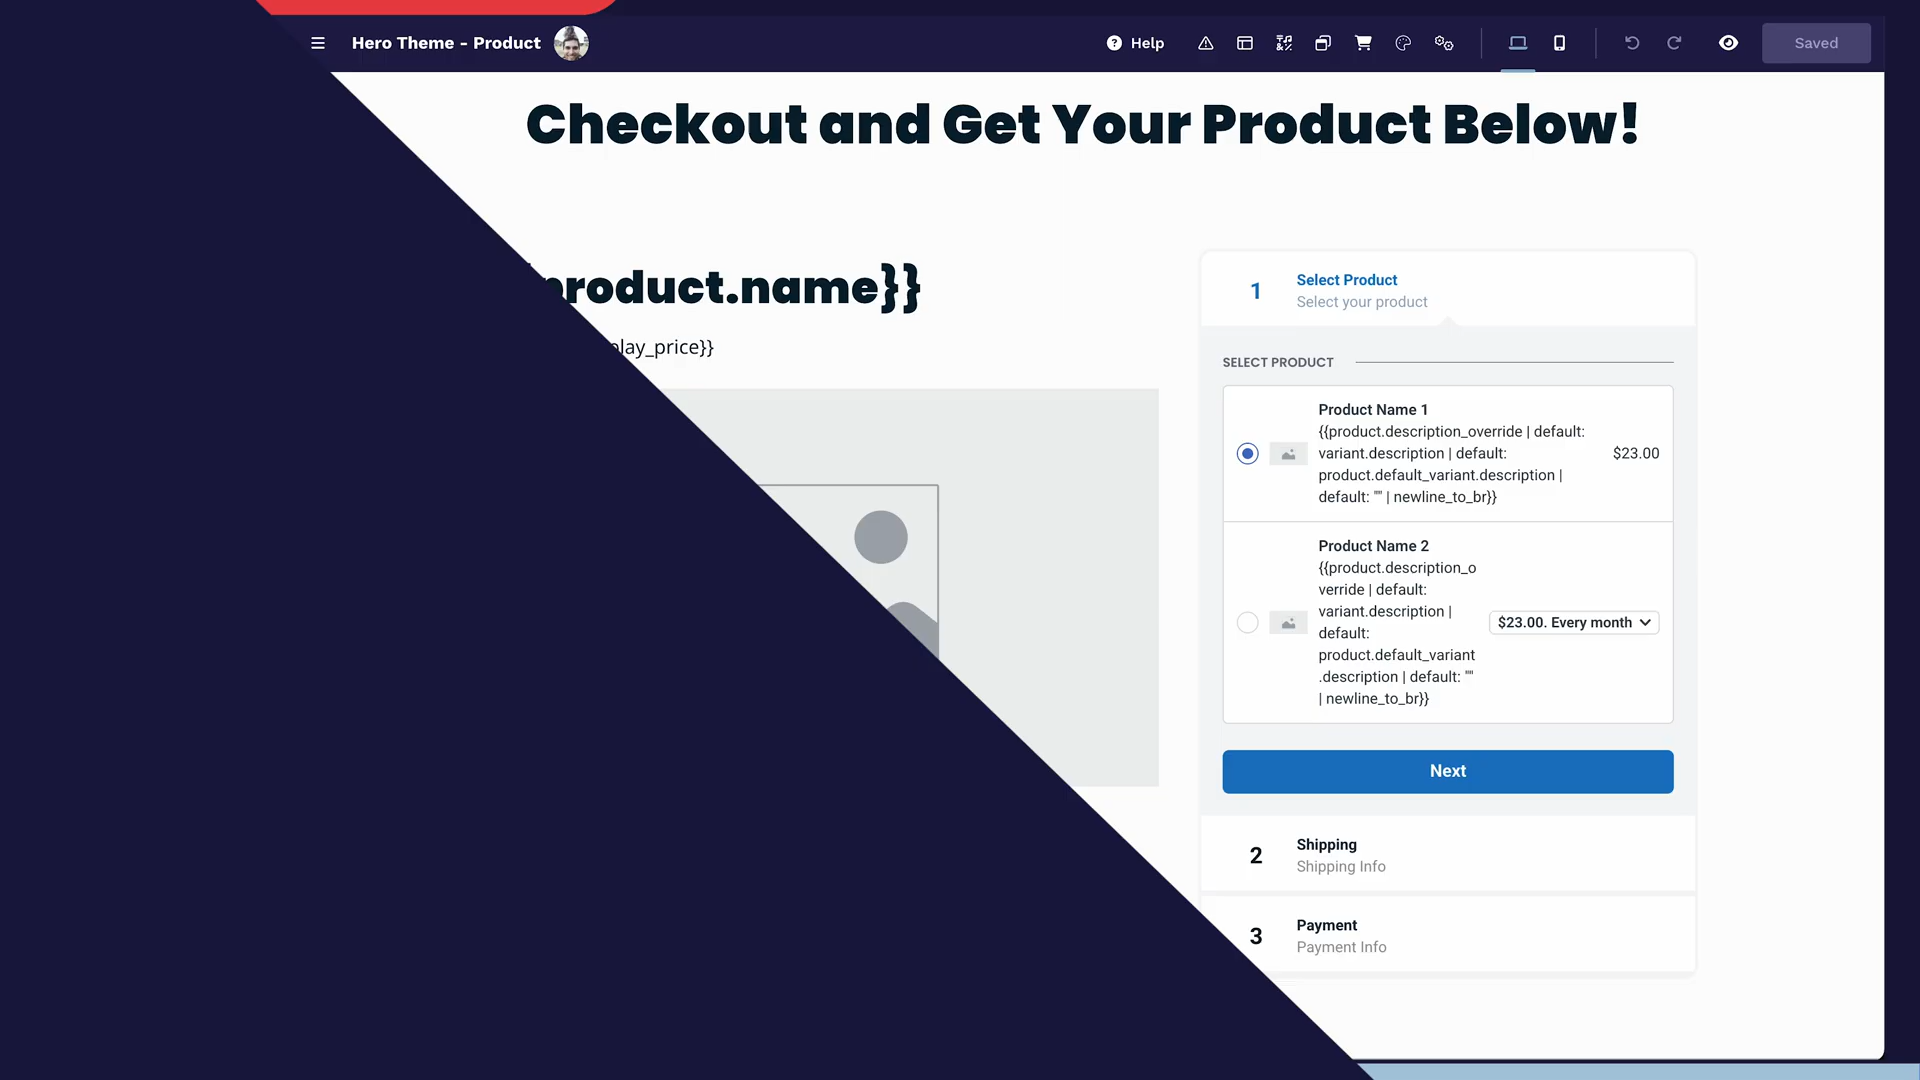 Hero Theme - Product
Help
Saved
Checkout and Get Your Product Below!
product.name}}
play_price}}
1
Select Product
Select your product
SELECT PRODUCT
Product Name 1
{{product.description_override | default:
variant.description | default:
product.default_variant.description |
default: "" | newline_to_br}}
$23.00
Product Name 2
{{product.description_o
verride | default:
variant.description |
default:
product.default_variant
.description | default: ""
| newline_to_br}}
$23.00. Every month
Next
2
Shipping
Shipping Info
3
Payment
Payment Info